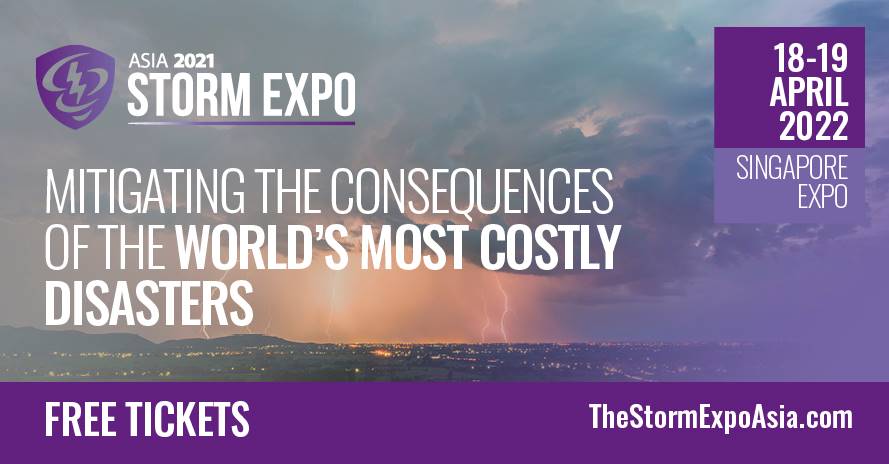 ASIA 2021
STORM EXPO
18-19
APRIL
2022
SINGAPORE
EXPO
MITIGATING THE CONSEQUENCES
OF THE WORLD'S MOST COSTLY
DISASTERS
FREE TICKETS
TheStormExpoAsia.com